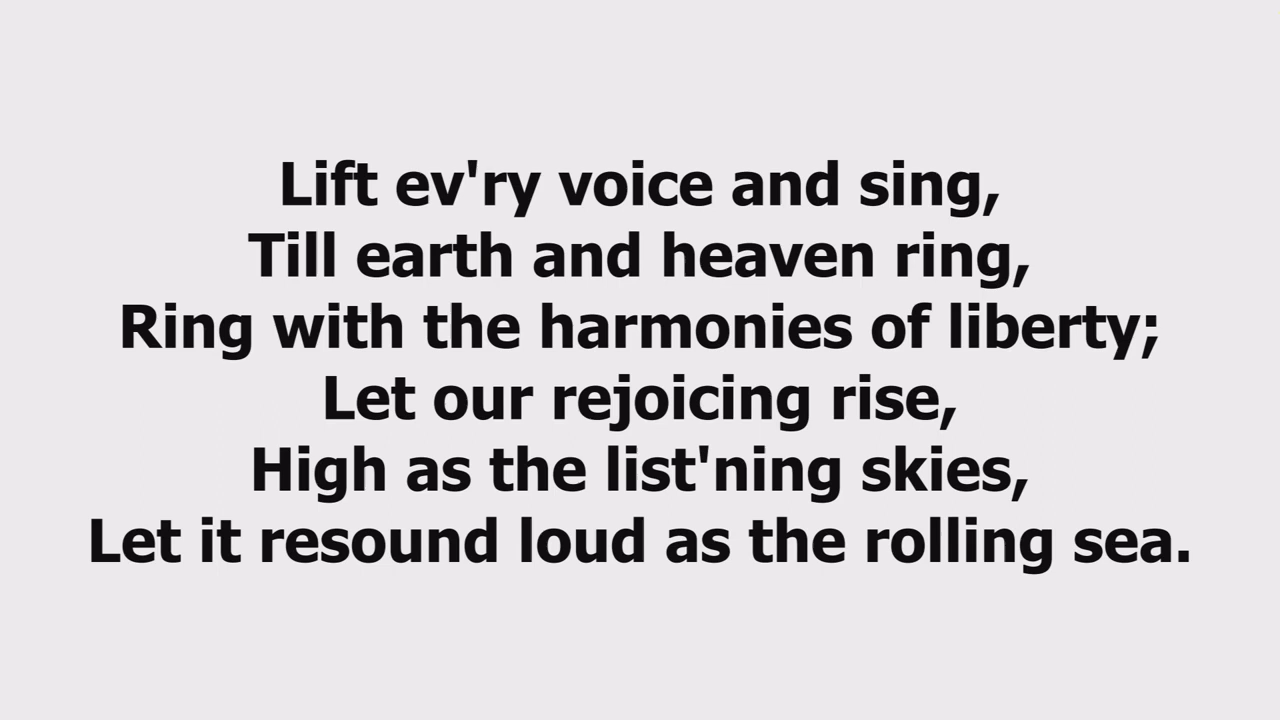 Lift ev'ry voice and sing,
Till earth and heaven ring,
Ring with the harmonies of liberty;
Let our rejoicing rise,
High as the list'ning skies,
Let it resound loud as the rolling sea.